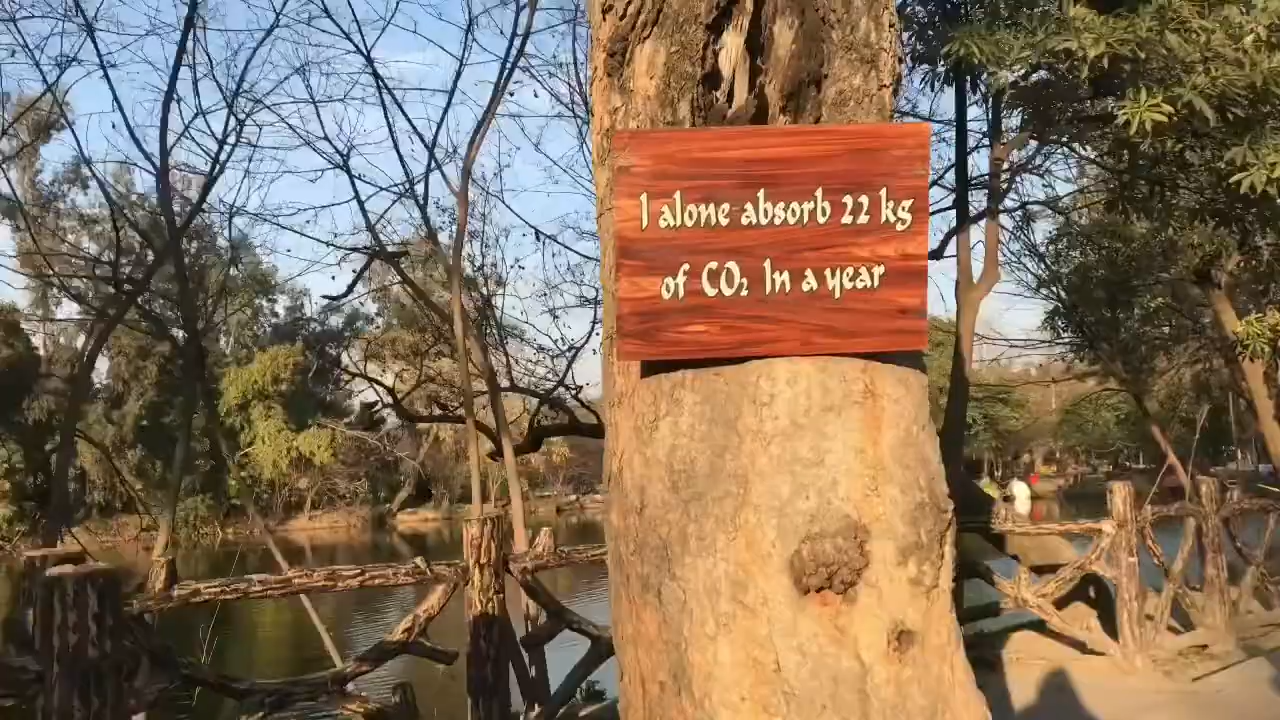 I alone absorb 22 kg
of CO₂ In a year